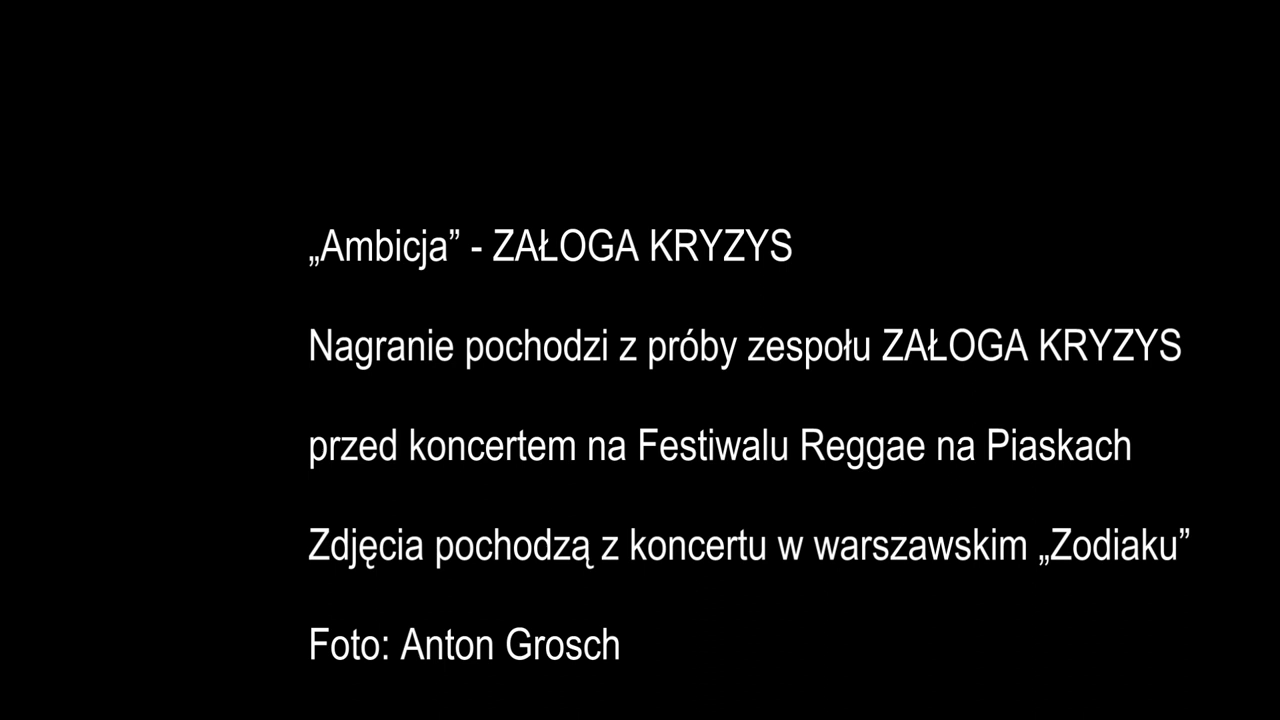 „Ambicja” - ZAŁOGA KRYZYS
Nagranie pochodzi z próby zespołu ZAŁOGA KRYZYS
przed koncertem na Festiwalu Reggae na Piaskach
Zdjęcia pochodzą z koncertu w warszawskim „Zodiaku”
Foto: Anton Grosch